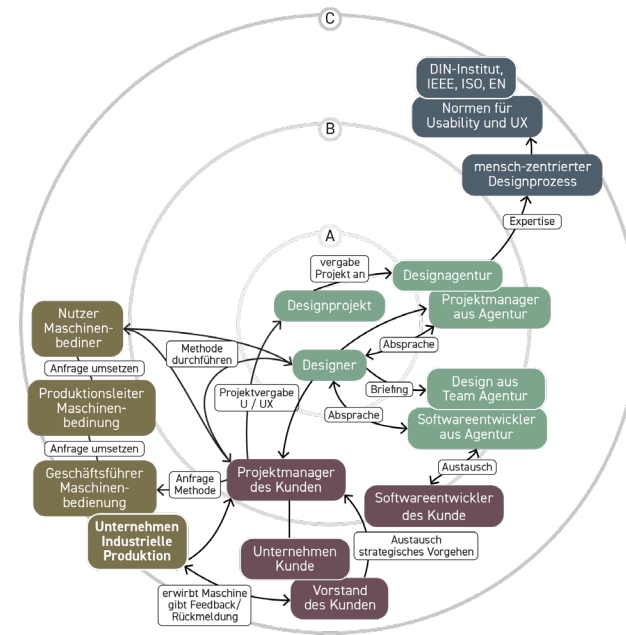 C
DIN-Institut,
IEEE, ISO, EN
Normen für
Usability und UX
B
mensch-zentrierter
Designprozess
Expertise
A
vergabe
Projekt an
Designagentur
Designprojekt
Projektmanager
aus Agentur
Nutzer
Maschinen-
bediner
Methode
durchführen
Absprache
Designer
Anfrage umsetzen
Produktionsleiter
Maschinen-
bedinung
Projektvergabe
U / UX
Briefing
Design aus
Team Agentur
Absprache
Softwareentwickler
aus Agentur
Anfrage umsetzen
Geschäftsführer
Maschinen-
bedienung
Anfrage
Methode
Projektmanager
des Kunden
Austausch
Softwareentwickler
des Kunde
Unternehmen
Industrielle
Produktion
Austausch
strategisches Vorgehen
Unternehmen
Kunde
Vorstand
des Kunden
erwirbt Maschine
gibt Feedback/
Rückmeldung